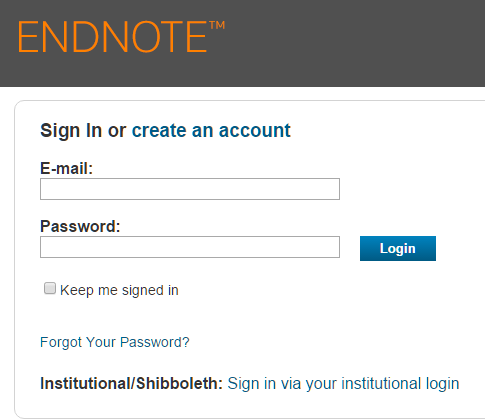 ENDNOTE™
Sign In or create an account
E-mail:
Password:
Login
Keep me signed in
Forgot Your Password?
Institutional/Shibboleth: Sign in via your institutional login